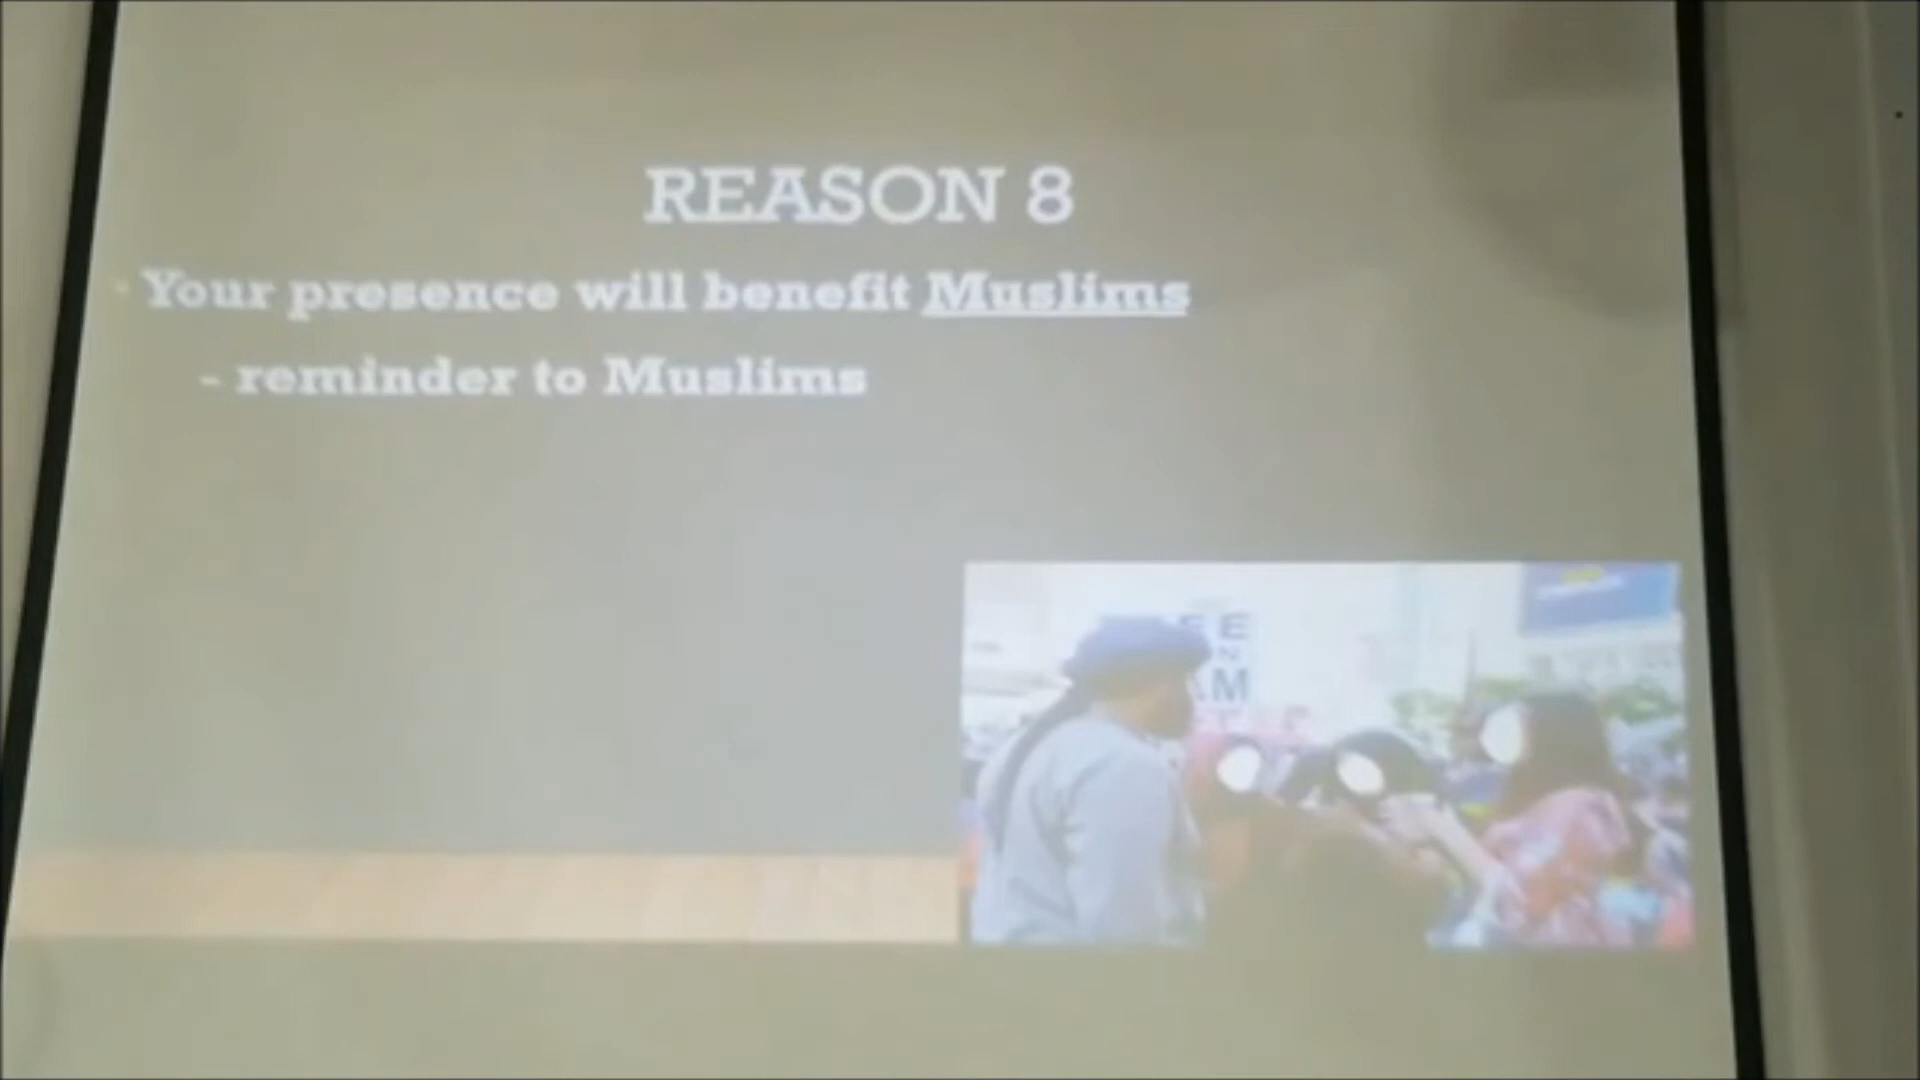 REASON 8
Your presence will benefit Muslims
- reminder to Muslims